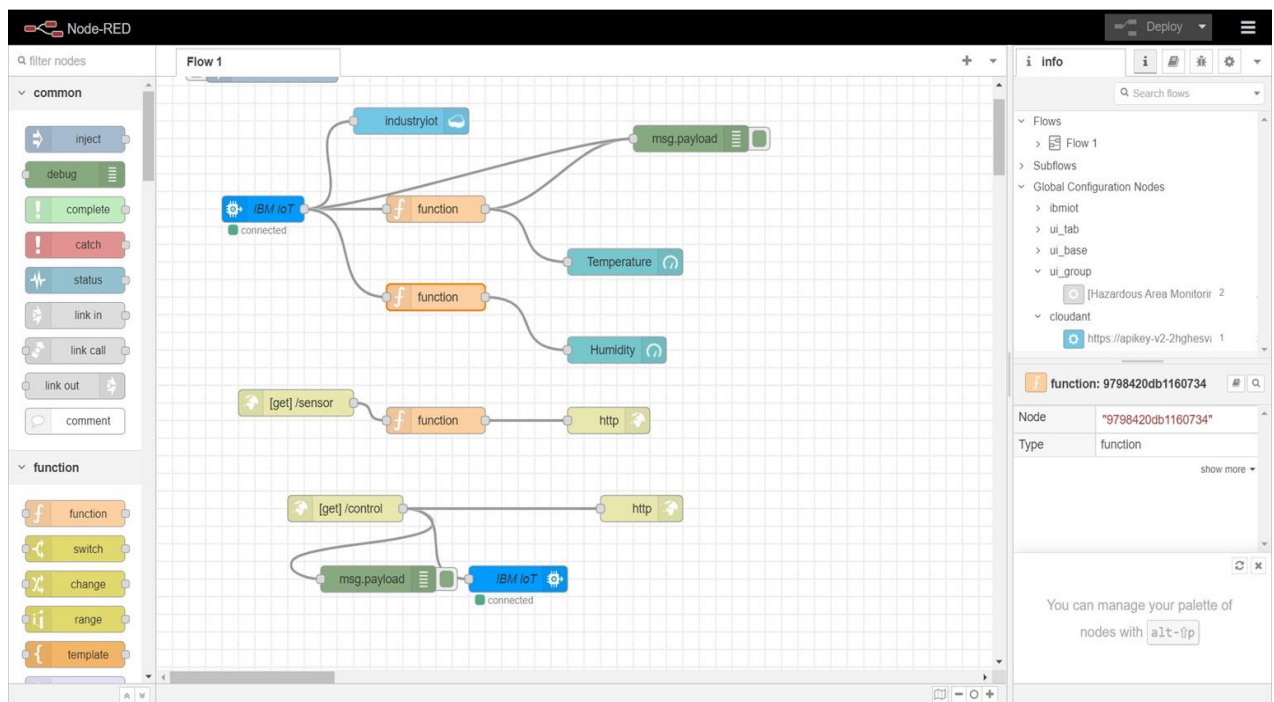 Node-RED
Deploy
filter nodes
Flow 1
info
Search flows
common
inject
debug
complete
catch
status
link in
link call
link out
comment
function
function
switch
change
range
template
industryiot
msg.payload
IBM IoT
connected
function
Temperature
function
Humidity
[get] /sensor
function
http
[get] /control
http
msg.payload
IBM IoT
connected
Flows
Flow 1
Subflows
Global Configuration Nodes
ibmiot
ui_tab
ui_base
ui_group
[Hazardous Area Monitorir 2
cloudant
https://apikey-v2-2hghesv 1
function: 9798420db1160734
Node "9798420db1160734"
Type function
show more
You can manage your palette of
nodes with alt-⇧p